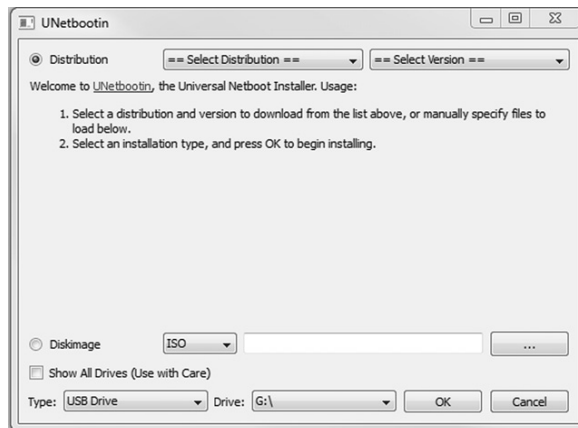 UNetbootin
Distribution == Select Distribution == == Select Version ==
Welcome to UNetbootin, the Universal Netboot Installer. Usage:
1. Select a distribution and version to download from the list above, or manually specify files to
load below.
2. Select an installation type, and press OK to begin installing.
Diskimage ISO ...
Show All Drives (Use with Care)
Type: USB Drive Drive: G:\ OK Cancel